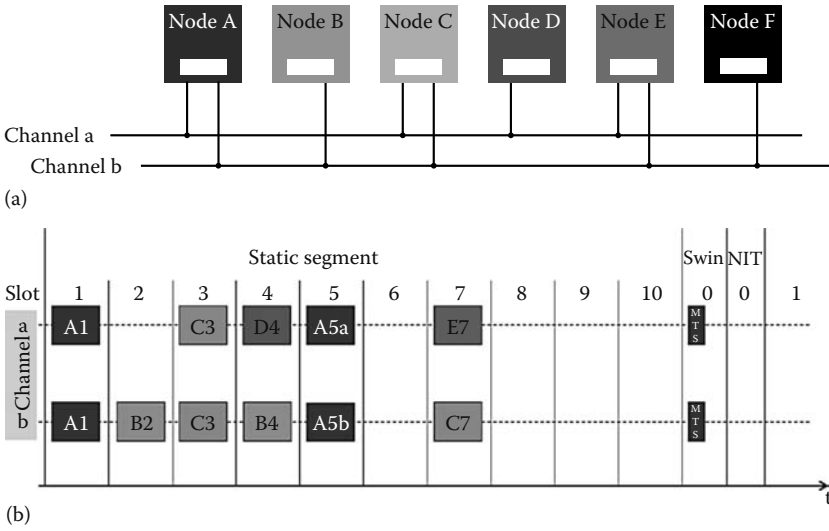 Node A Node B Node C Node D Node E Node F
Channel a
Channel b
(a)
Static segment Swin NIT
Slot 1 2 3 4 5 6 7 8 9 10 0 0 1
Channel
a
A1 C3 D4 A5a E7 MTS
b
A1 B2 C3 B4 A5b C7 MTS
t
(b)